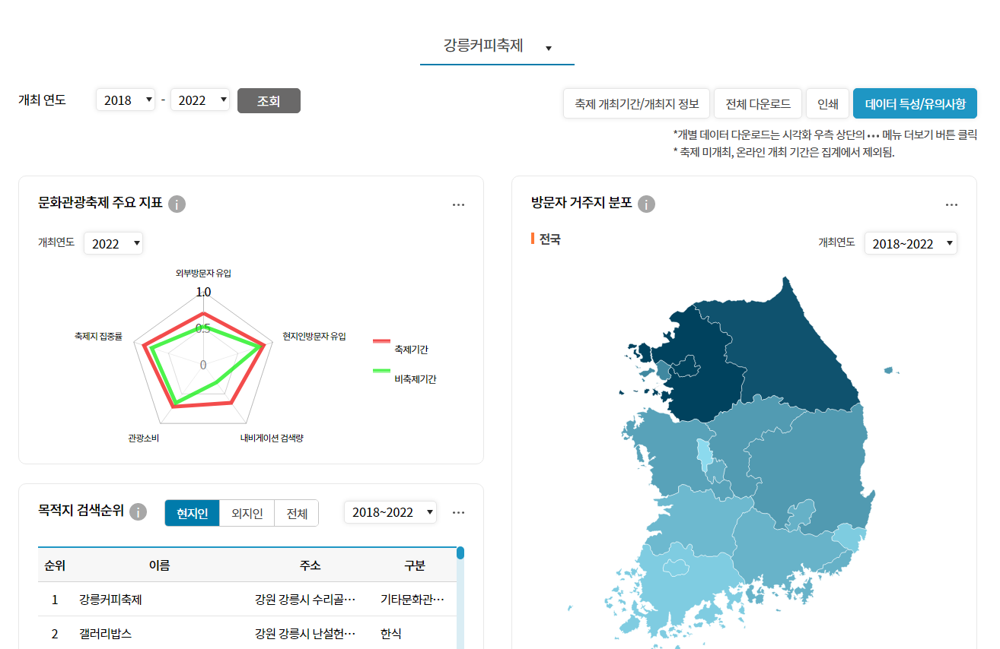 강릉커피축제
개최 연도 2018 - 2022 조회
축제 개최기간/개최지 정보 전체 다운로드 인쇄 데이터 특성/유의사항
*개별 데이터 다운로드는 시각화 우측 상단의 ••• 메뉴 더보기 버튼 클릭
* 축제 미개최, 온라인 개최 기간은 집계에서 제외됨.
문화관광축제 주요 지표 i
개최연도 2022
외부방문자 유입
1.0
0.5
0
축제지 집중률
현지인방문자 유입
관광소비
내비게이션 검색량
축제기간
비축제기간
방문자 거주지 분포 i
전국
개최연도 2018~2022
목적지 검색순위 i 현지인 외지인 전체 2018~2022
순위 이름 주소 구분
1 강릉커피축제 강원 강릉시 수리골⋯ 기타문화관⋯
2 갤러리밥스 강원 강릉시 난설헌⋯ 한식